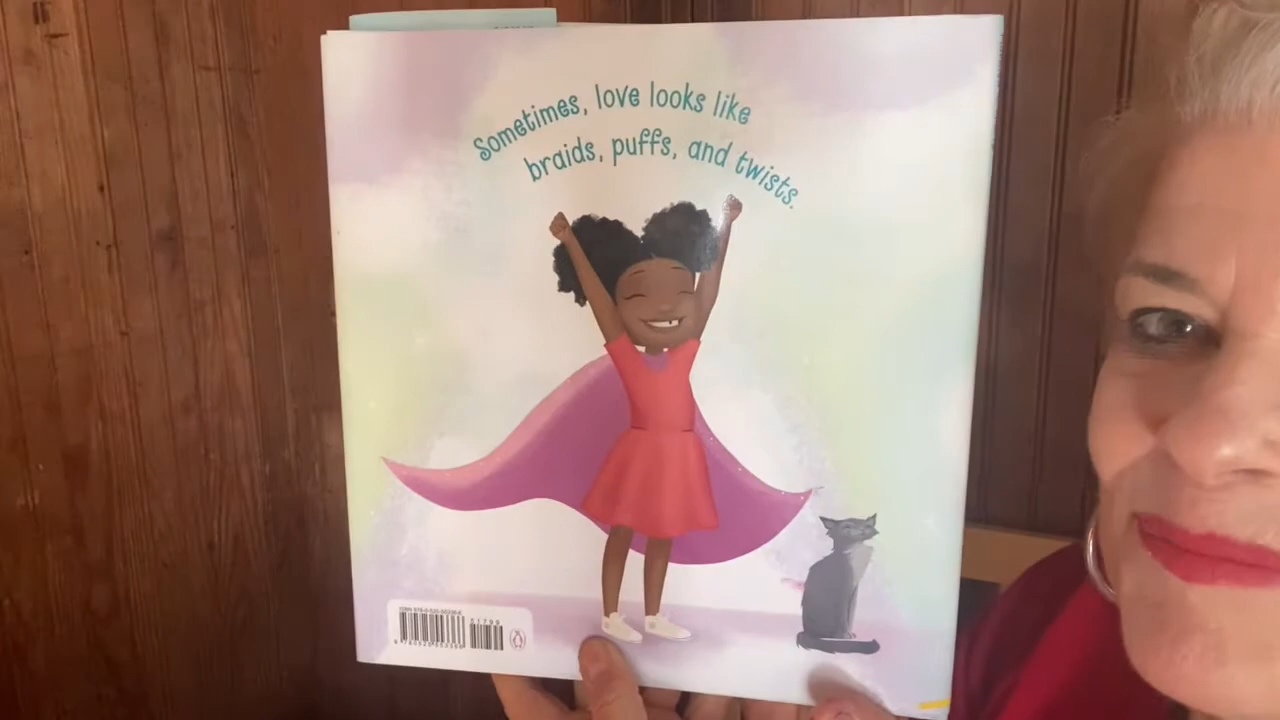 Sometimes, love looks like
braids, puffs, and twists.